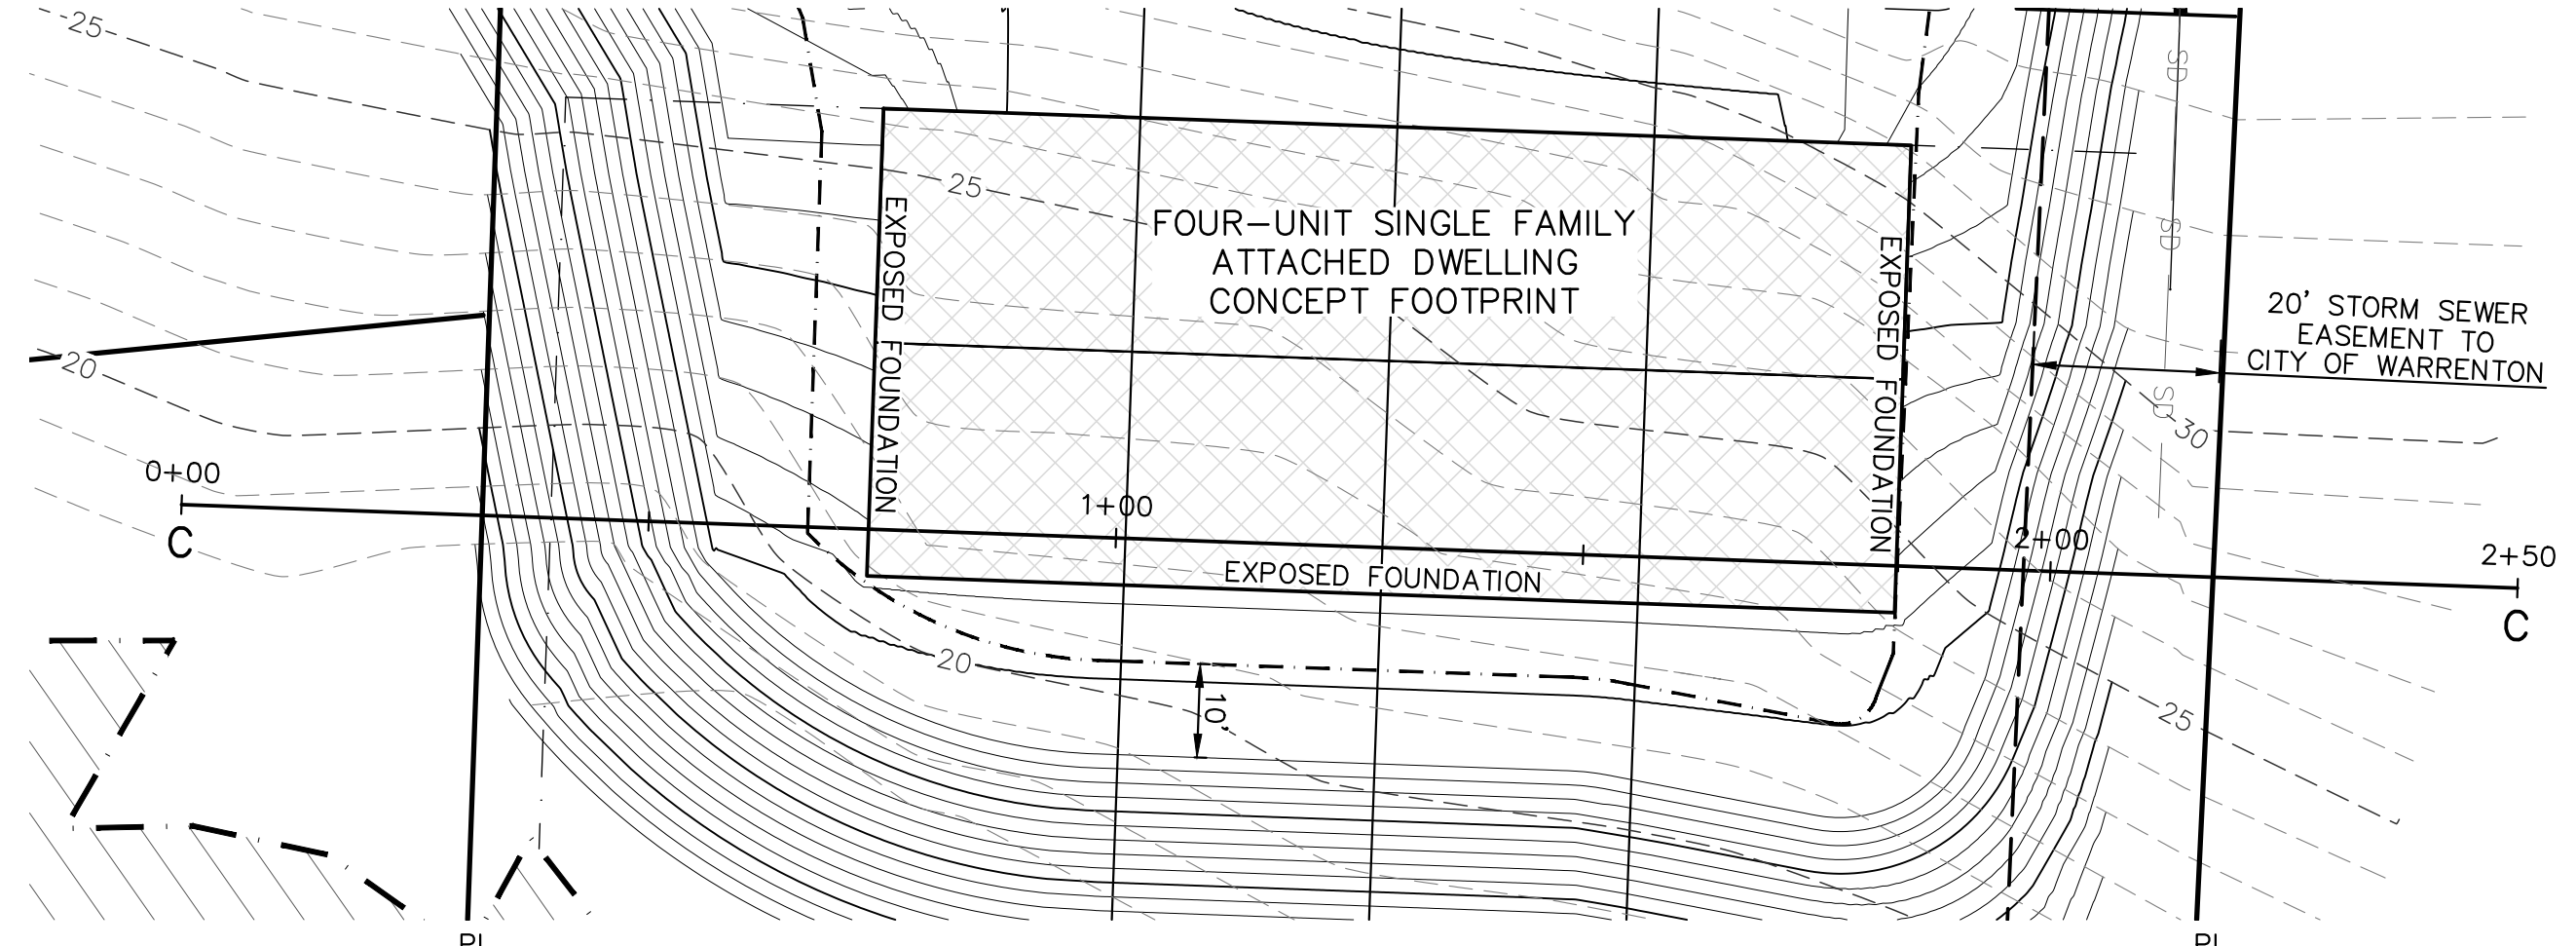 25
SD
25
EXPOSED FOUNDATION
FOUR-UNIT SINGLE FAMILY
ATTACHED DWELLING
CONCEPT FOOTPRINT
EXPOSED FOUNDATION
SD
20' STORM SEWER
EASEMENT TO
CITY OF WARRENTON
20
SD
30
0+00
C
1+00
2+00
2+50
C
EXPOSED FOUNDATION
20
10'
25